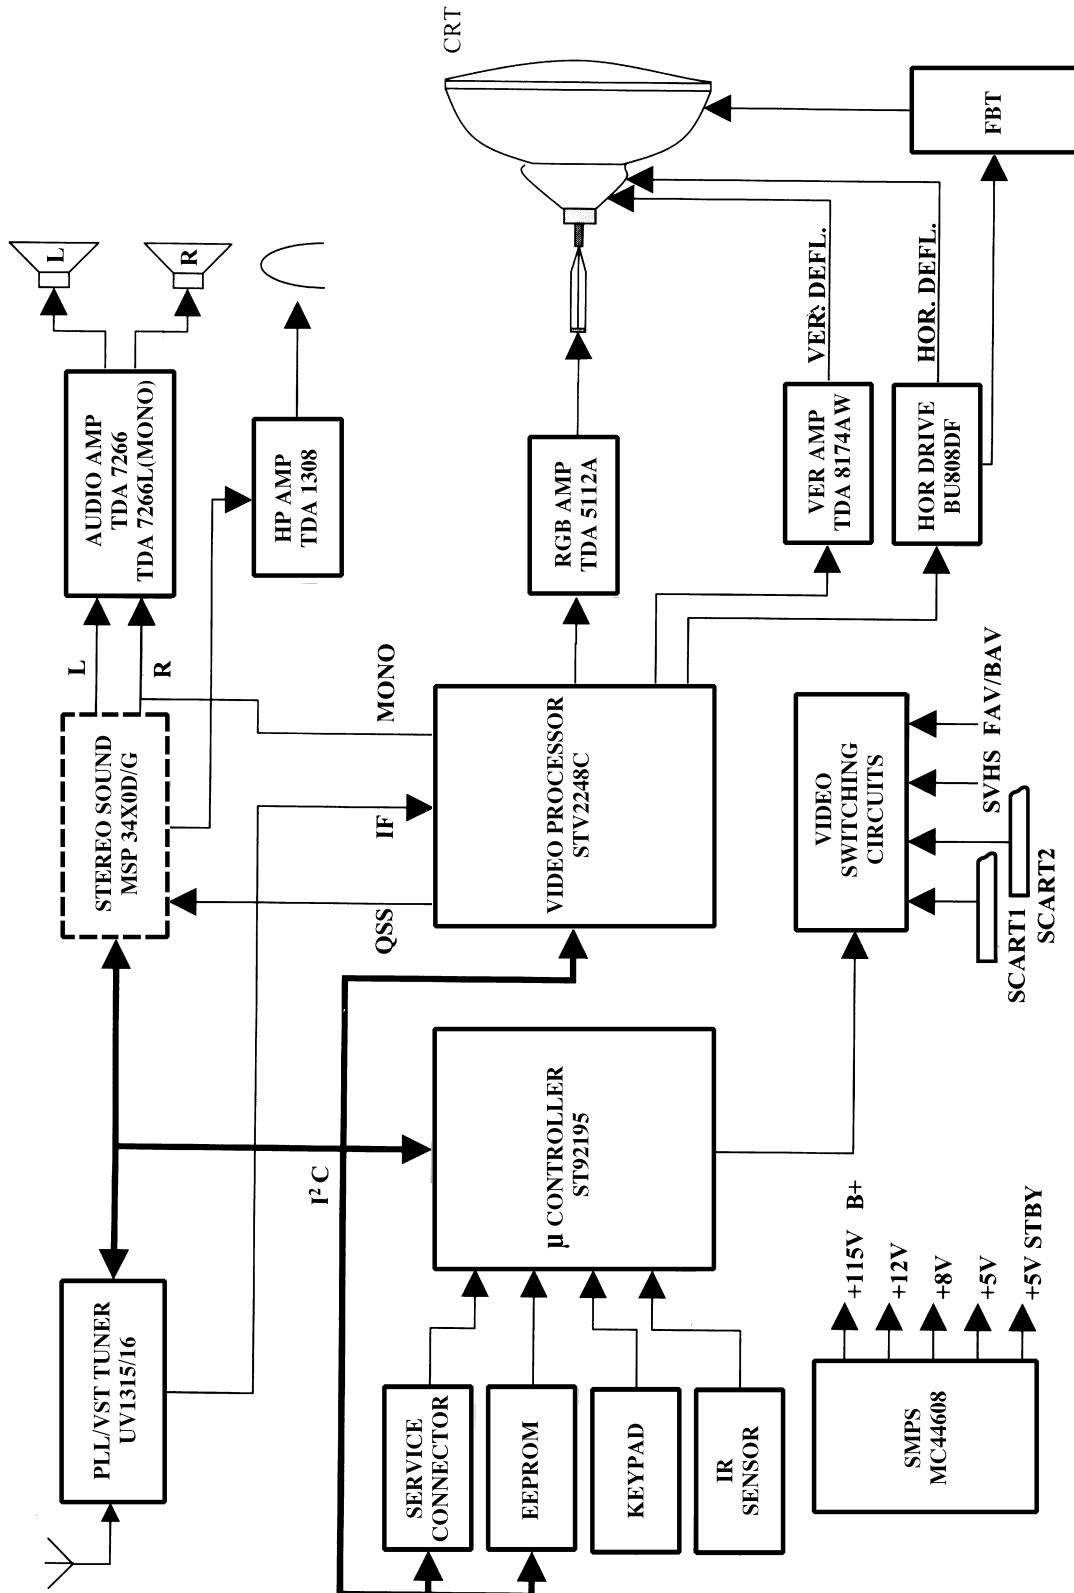 PLL/VST TUNER
UV1315/16
STEREO SOUND
MSP 34X0D/G
L
R
AUDIO AMP
TDA 7266
TDA 7266L(MONO)
L
R
HP AMP
TDA 1308
I² C
QSS
IF
MONO
SERVICE
CONNECTOR
EEPROM
KEYPAD
IR
SENSOR
µ CONTROLLER
ST92195
VIDEO PROCESSOR
STV2248C
RGB AMP
TDA 5112A
CRT
VER AMP
TDA 8174AW
VER. DEFL.
HOR DRIVE
BU808DF
HOR. DEFL.
FBT
VIDEO
SWITCHING
CIRCUITS
SCART1
SCART2
SVHS
FAV/BAV
SMPS
MC44608
+115V B+
+12V
+8V
+5V
+5V STBY